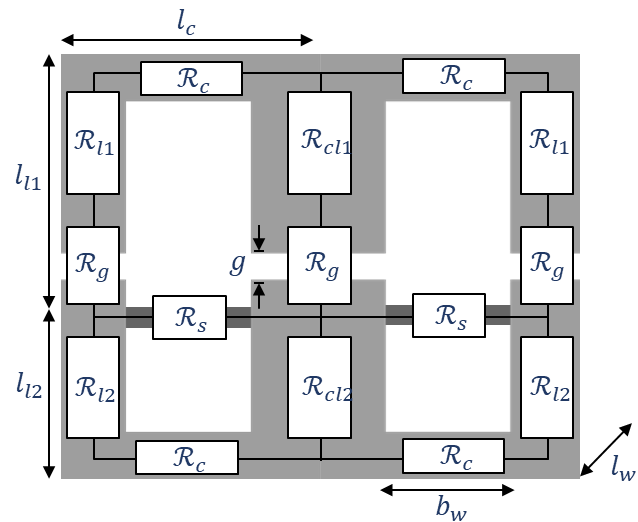 l_c
ℛ_c ℛ_c
ℛ_l1 ℛ_cl1 ℛ_l1
l_l1
ℛ_g g ℛ_g ℛ_g
ℛ_s ℛ_s
l_l2 ℛ_l2 ℛ_cl2 ℛ_l2
ℛ_c ℛ_c
l_w
b_w